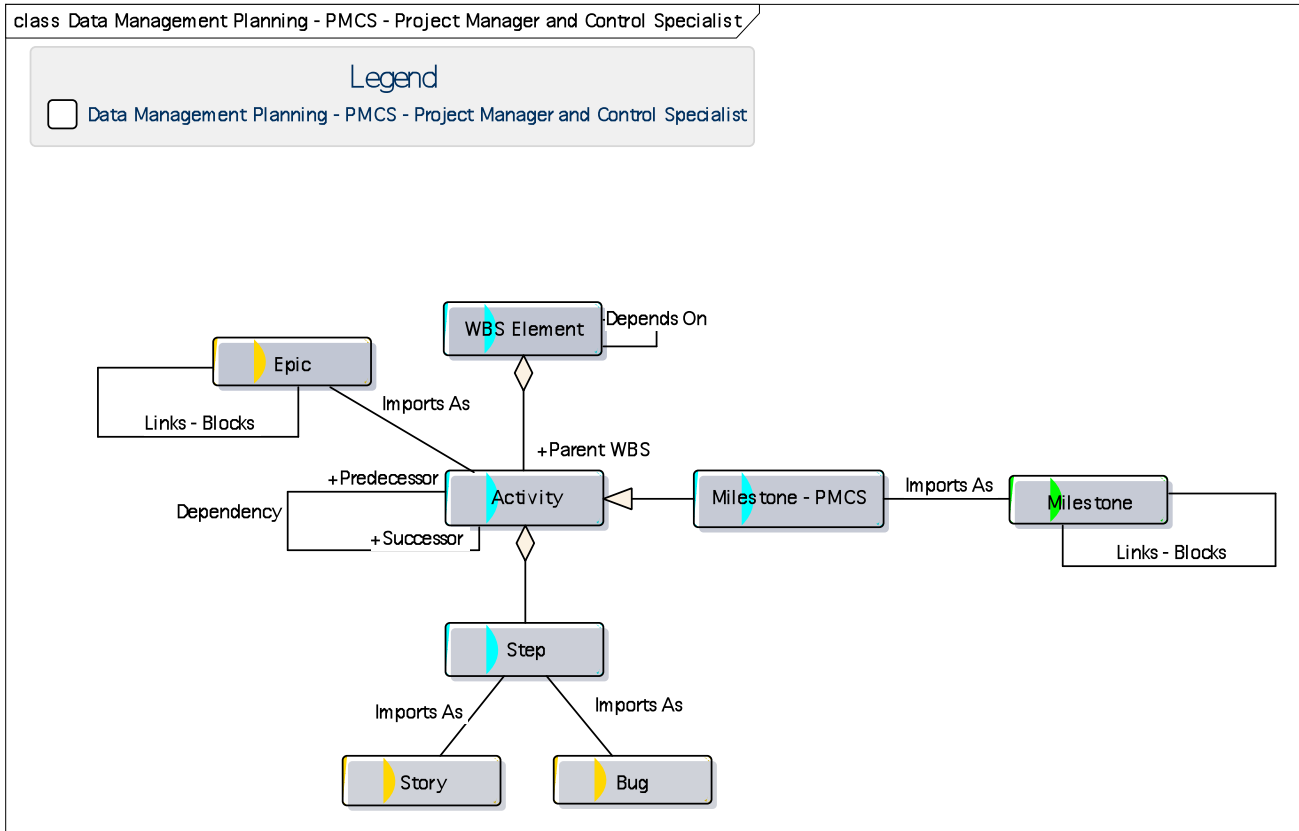 class Data Management Planning - PMCS - Project Manager and Control Specialist
Legend
Data Management Planning - PMCS - Project Manager and Control Specialist
WBS Element
Depends On
Epic
Imports As
Links - Blocks
+Parent WBS
+Predecessor
Activity
Milestone - PMCS
Imports As
Milestone
Dependency
+Successor
Links - Blocks
Step
Imports As
Imports As
Story
Bug